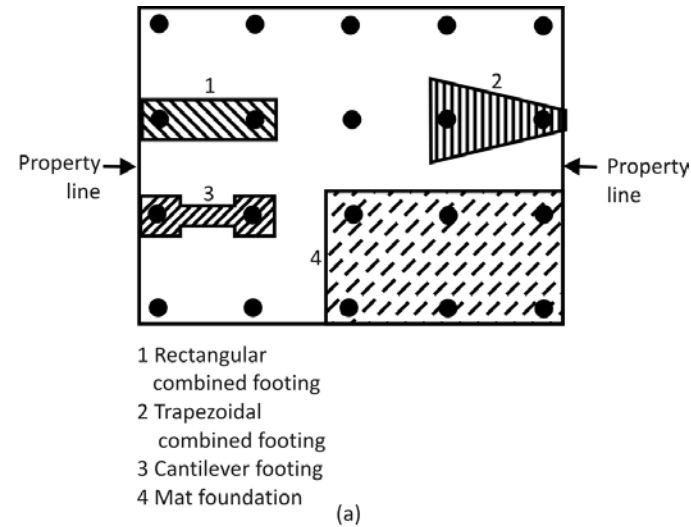 1
2
Property
line
Property
line
3
4
1 Rectangular
combined footing
2 Trapezoidal
combined footing
3 Cantilever footing
4 Mat foundation
(a)